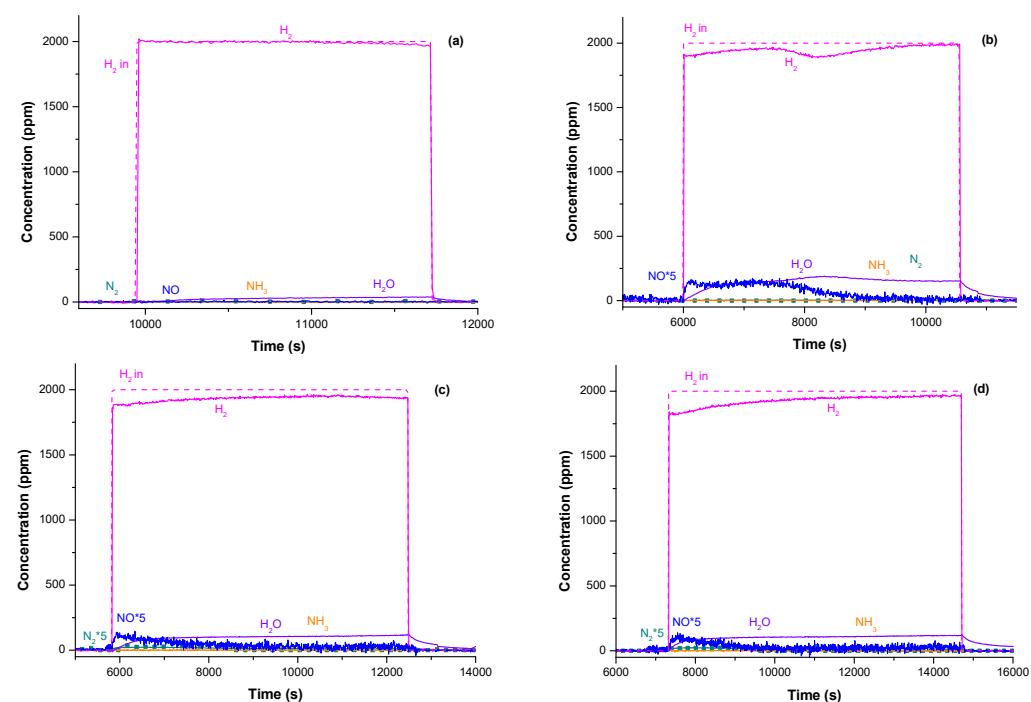 (a)
H₂
H₂ in
2000
1500
1000
500
0
N₂
NO
NH₃
H₂O
10000 11000 12000
Time (s)
Concentration (ppm)
(b)
H₂ in
H₂
2000
1500
1000
500
0
NO*5
H₂O
NH₃
N₂
6000 8000 10000
Time (s)
Concentration (ppm)
(c)
H₂ in
H₂
2000
1500
1000
500
0
N₂*5
NO*5
H₂O
NH₃
6000 8000 10000 12000 14000
Time (s)
Concentration (ppm)
(d)
H₂ in
H₂
2000
1500
1000
500
0
N₂*5
NO*5
H₂O
NH₃
6000 8000 10000 12000 14000 16000
Time (s)
Concentration (ppm)